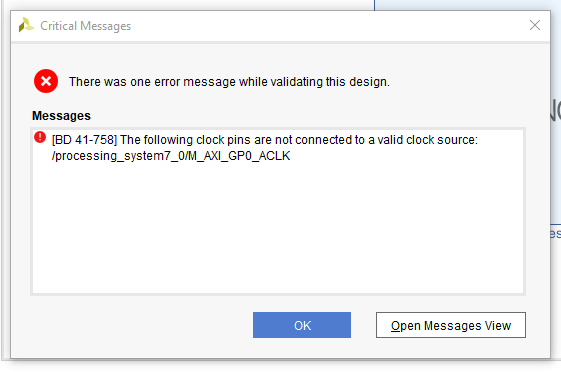 Critical Messages
There was one error message while validating this design.
Messages
[BD 41-758] The following clock pins are not connected to a valid clock source:
/processing_system7_0/M_AXI_GP0_ACLK
OK
Open Messages View